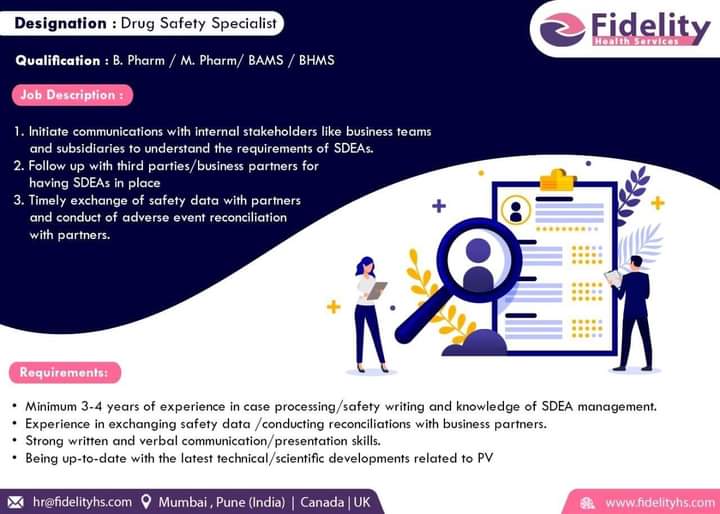 Designation : Drug Safety Specialist
Fidelity
Health Services
Qualification : B. Pharm / M. Pharm/ BAMS / BHMS
Job Description :
1. Initiate communications with internal stakeholders like business teams
and subsidiaries to understand the requirements of SDEAs.
2. Follow up with third parties/business partners for
having SDEAs in place
3. Timely exchange of safety data with partners
and conduct of adverse event reconciliation
with partners.
Requirements:
• Minimum 3-4 years of experience in case processing/safety writing and knowledge of SDEA management.
• Experience in exchanging safety data /conducting reconciliations with business partners.
• Strong written and verbal communication/presentation skills.
• Being up-to-date with the latest technical/scientific developments related to PV
hr@fidelityhs.com Mumbai , Pune (India) | Canada | UK www.fidelityhs.com